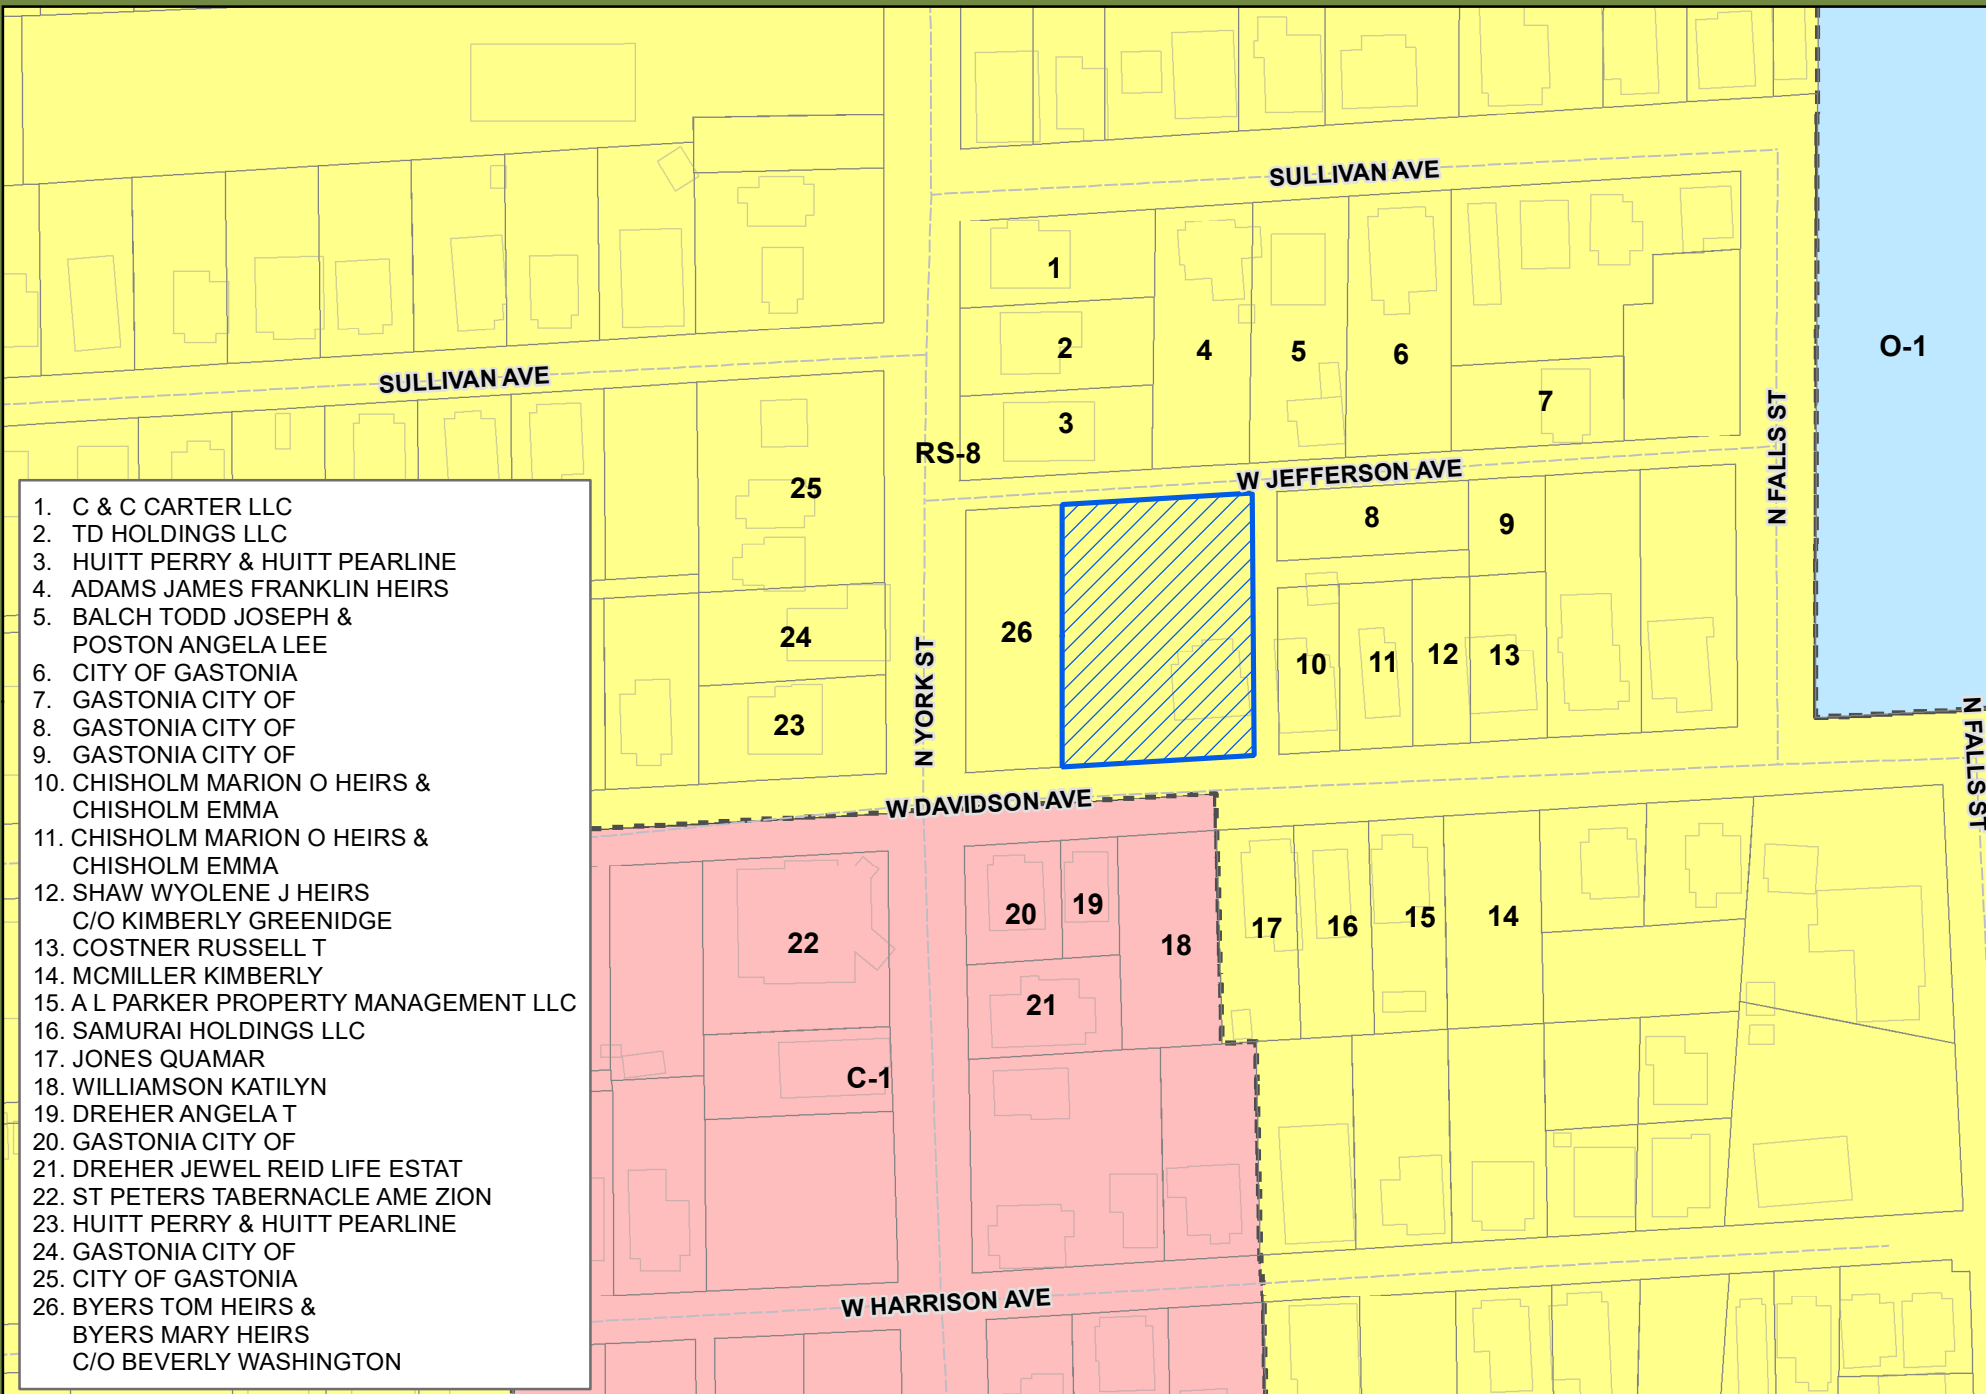 SULLIVAN AVE
1
2
3
4
5
6
7
O-1
SULLIVAN AVE
N FALLS ST
RS-8
W JEFFERSON AVE
25
8
9
26
24
23
N YORK ST
10
11
12
13
N FALLS ST
W DAVIDSON AVE
20
19
18
17
16
15
14
22
21
C-1
W HARRISON AVE
1. C & C CARTER LLC
2. TD HOLDINGS LLC
3. HUITT PERRY & HUITT PEARLINE
4. ADAMS JAMES FRANKLIN HEIRS
5. BALCH TODD JOSEPH &
POSTON ANGELA LEE
6. CITY OF GASTONIA
7. GASTONIA CITY OF
8. GASTONIA CITY OF
9. GASTONIA CITY OF
10. CHISHOLM MARION O HEIRS &
CHISHOLM EMMA
11. CHISHOLM MARION O HEIRS &
CHISHOLM EMMA
12. SHAW WYOLENE J HEIRS
C/O KIMBERLY GREENIDGE
13. COSTNER RUSSELL T
14. MCMILLER KIMBERLY
15. A L PARKER PROPERTY MANAGEMENT LLC
16. SAMURAI HOLDINGS LLC
17. JONES QUAMAR
18. WILLIAMSON KATILYN
19. DREHER ANGELA T
20. GASTONIA CITY OF
21. DREHER JEWEL REID LIFE ESTAT
22. ST PETERS TABERNACLE AME ZION
23. HUITT PERRY & HUITT PEARLINE
24. GASTONIA CITY OF
25. CITY OF GASTONIA
26. BYERS TOM HEIRS &
BYERS MARY HEIRS
C/O BEVERLY WASHINGTON